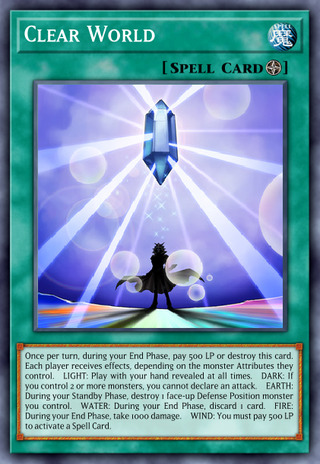 Clear World
魔
[Spell Card]
Once per turn, during your End Phase, pay 500 LP or destroy this card.
Each player receives effects, depending on the monster Attributes they
control. LIGHT: Play with your hand revealed at all times. DARK: If
you control 2 or more monsters, you cannot declare an attack. EARTH:
During your Standby Phase, destroy 1 face-up Defense Position monster
you control. WATER: During your End Phase, discard 1 card. FIRE:
During your End Phase, take 1000 damage. WIND: You must pay 500 LP
to activate a Spell Card.